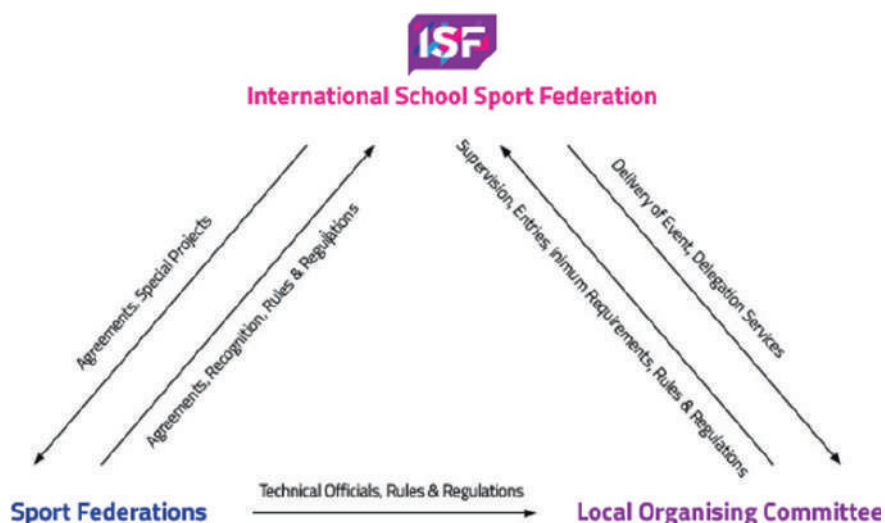 ISF
International School Sport Federation
Agreements, Special Projects
Agreements, Recognition, Rules & Regulations
Supervision, Entries, inimum Requirements, Rules & Regulations
Delivery of Event, Delegation Services
Technical Officials, Rules & Regulations
Sport Federations
Local Organising Committee